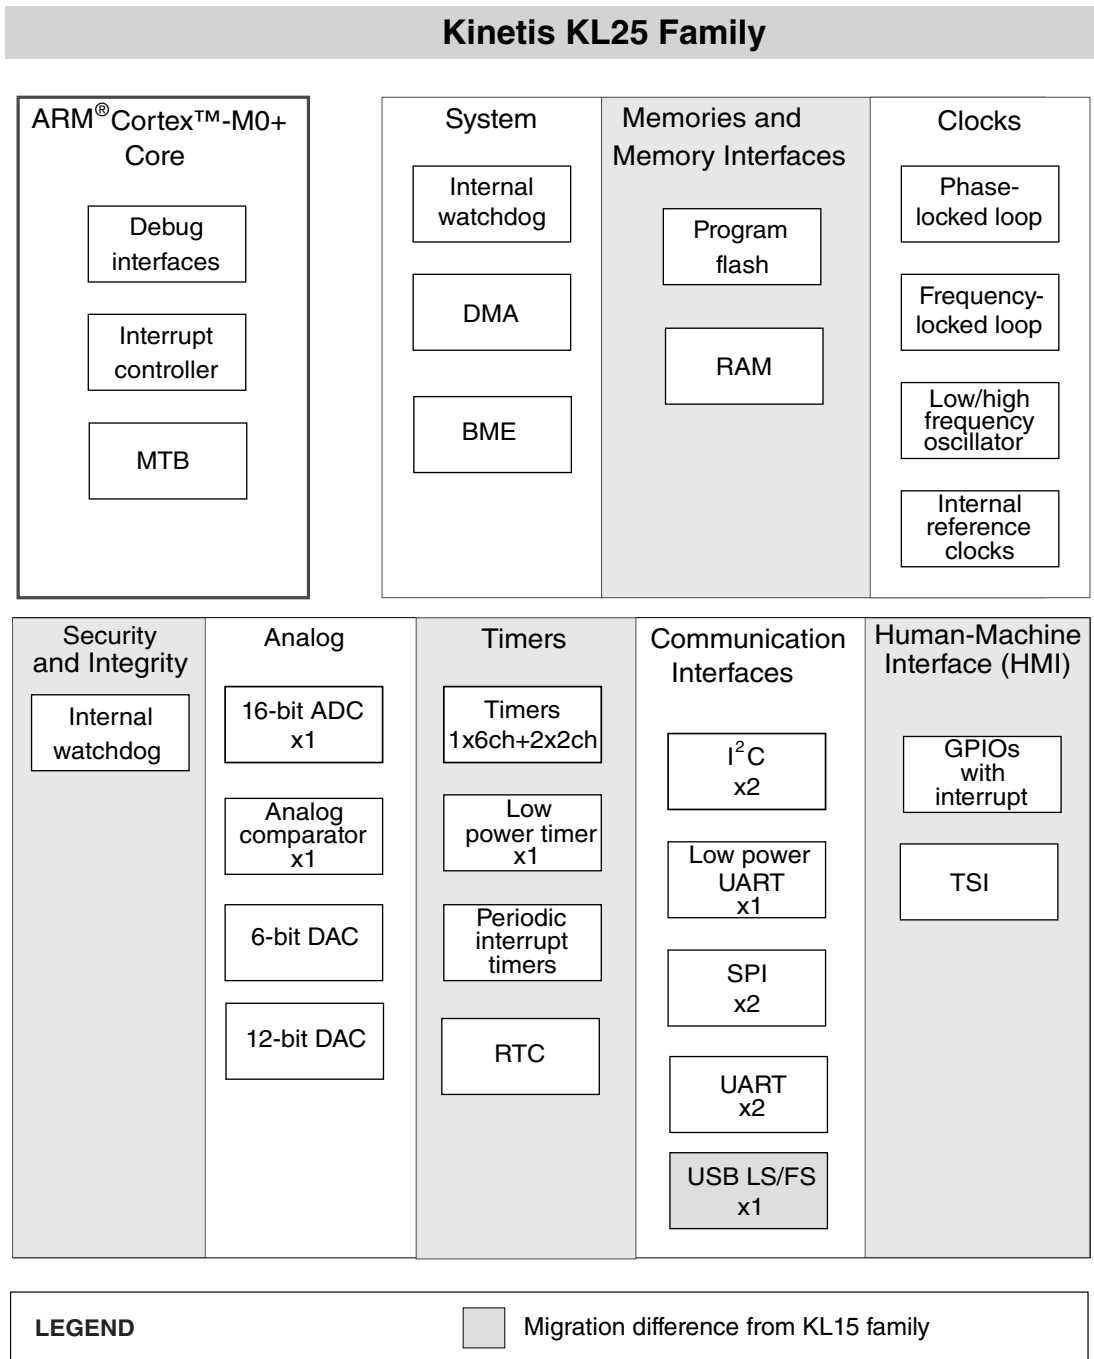 Kinetis KL25 Family
ARM®Cortex™-M0+
Core
Debug
interfaces
Interrupt
controller
MTB
System
Internal
watchdog
DMA
BME
Memories and
Memory Interfaces
Program
flash
RAM
Clocks
Phase-
locked loop
Frequency-
locked loop
Low/high
frequency
oscillator
Internal
reference
clocks
Security
and Integrity
Internal
watchdog
Analog
16-bit ADC
x1
Analog
comparator
x1
6-bit DAC
12-bit DAC
Timers
Timers
1x6ch+2x2ch
Low
power timer
x1
Periodic
interrupt
timers
RTC
Communication
Interfaces
I²C
x2
Low power
UART
x1
SPI
x2
UART
x2
USB LS/FS
x1
Human-Machine
Interface (HMI)
GPIOs
with
interrupt
TSI
LEGEND
Migration difference from KL15 family